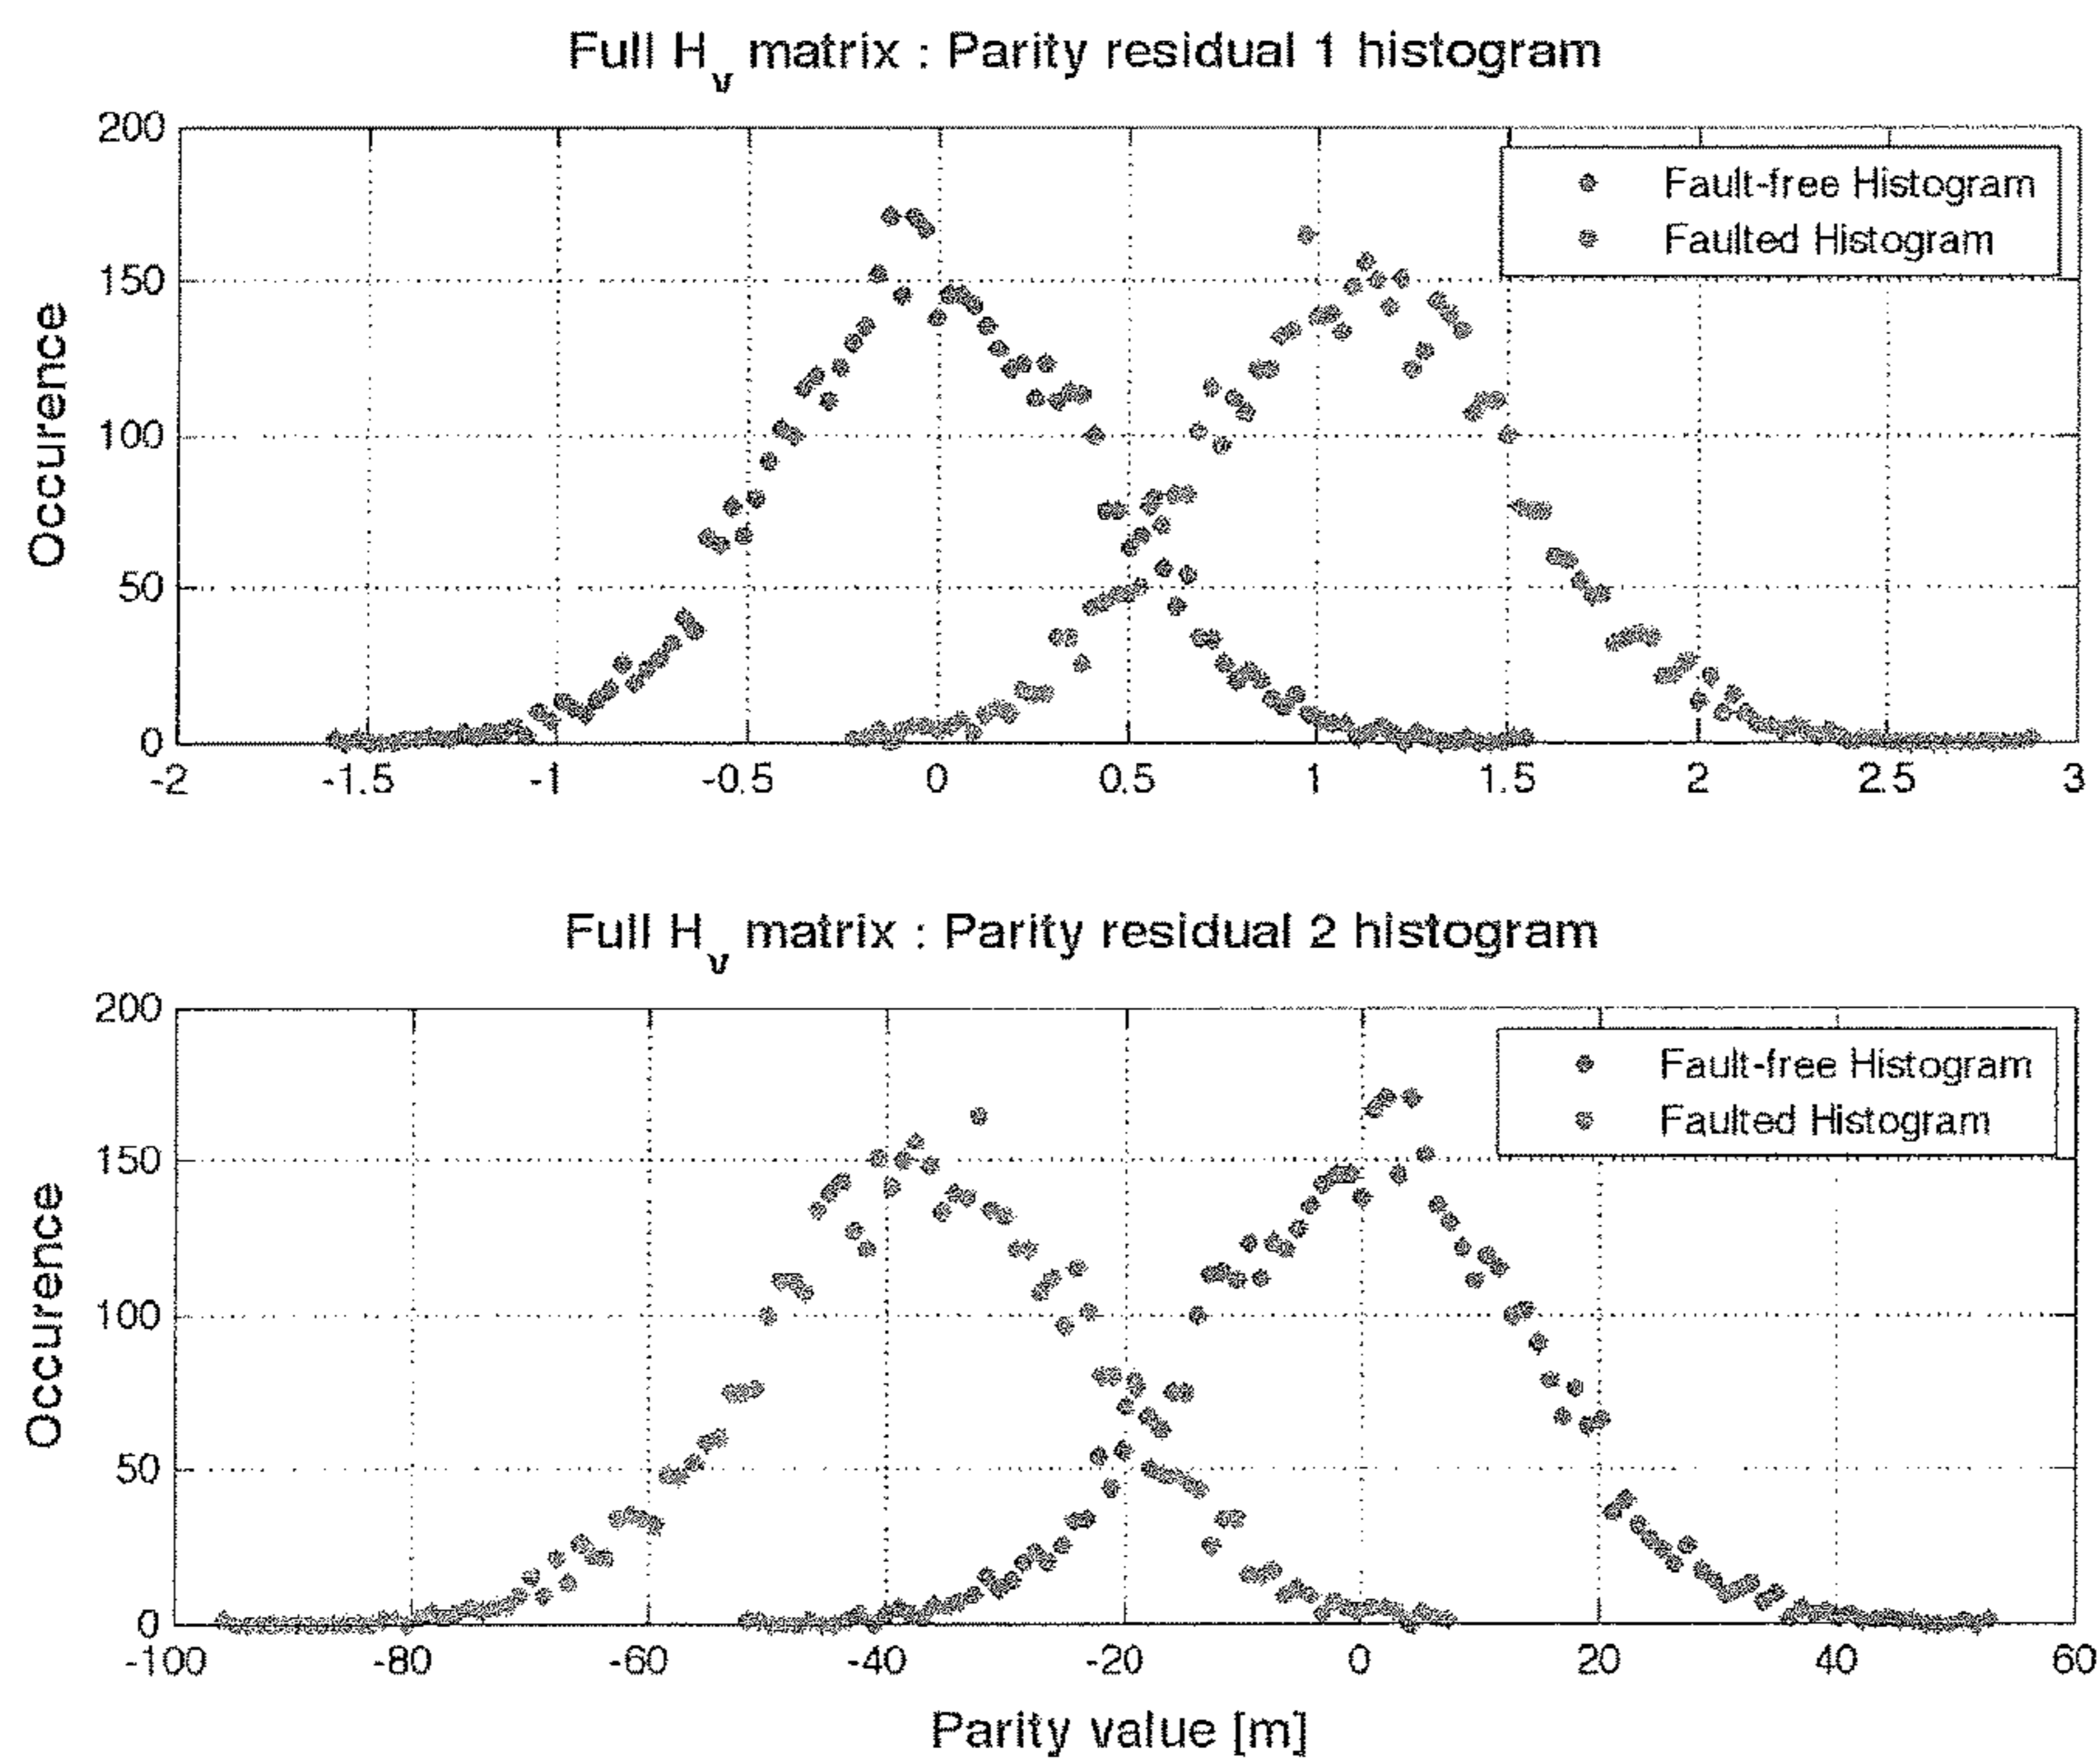 Full H_v matrix : Parity residual 1 histogram
200
150
100
50
0
Occurence
Fault-free Histogram
Faulted Histogram
-2 -1.5 -1 -0.5 0 0.5 1 1.5 2 2.5 3
Full H_v matrix : Parity residual 2 histogram
200
150
100
50
0
Occurence
Fault-free Histogram
Faulted Histogram
-100 -80 -60 -40 -20 0 20 40 60
Parity value [m]